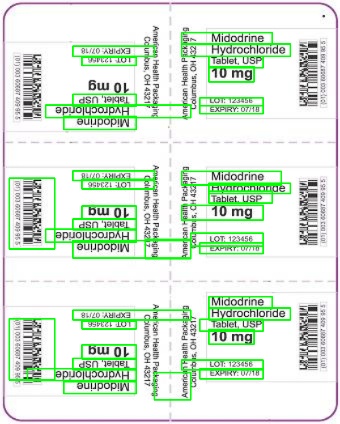 Midodrine
Hydrochloride
Tablet, USP
10 mg
LOT: 123456
EXPIRY: 07/18
American Health Packaging
Columbus, OH 43217
Midodrine
Hydrochloride
Tablet, USP
10 mg
LOT: 123456
EXPIRY: 07/18
American Health Packaging
Columbus, OH 43217
Midodrine
Hydrochloride
Tablet, USP
10 mg
LOT: 123456
EXPIRY: 07/18
American Health Packaging
Columbus, OH 43217
Midodrine
Hydrochloride
Tablet, USP
10 mg
LOT: 123456
EXPIRY: 07/18
American Health Packaging
Columbus, OH 43217
Midodrine
Hydrochloride
Tablet, USP
10 mg
LOT: 123456
EXPIRY: 07/18
American Health Packaging
Columbus, OH 43217
Midodrine
Hydrochloride
Tablet, USP
10 mg
LOT: 123456
EXPIRY: 07/18
American Health Packaging
Columbus, OH 43217